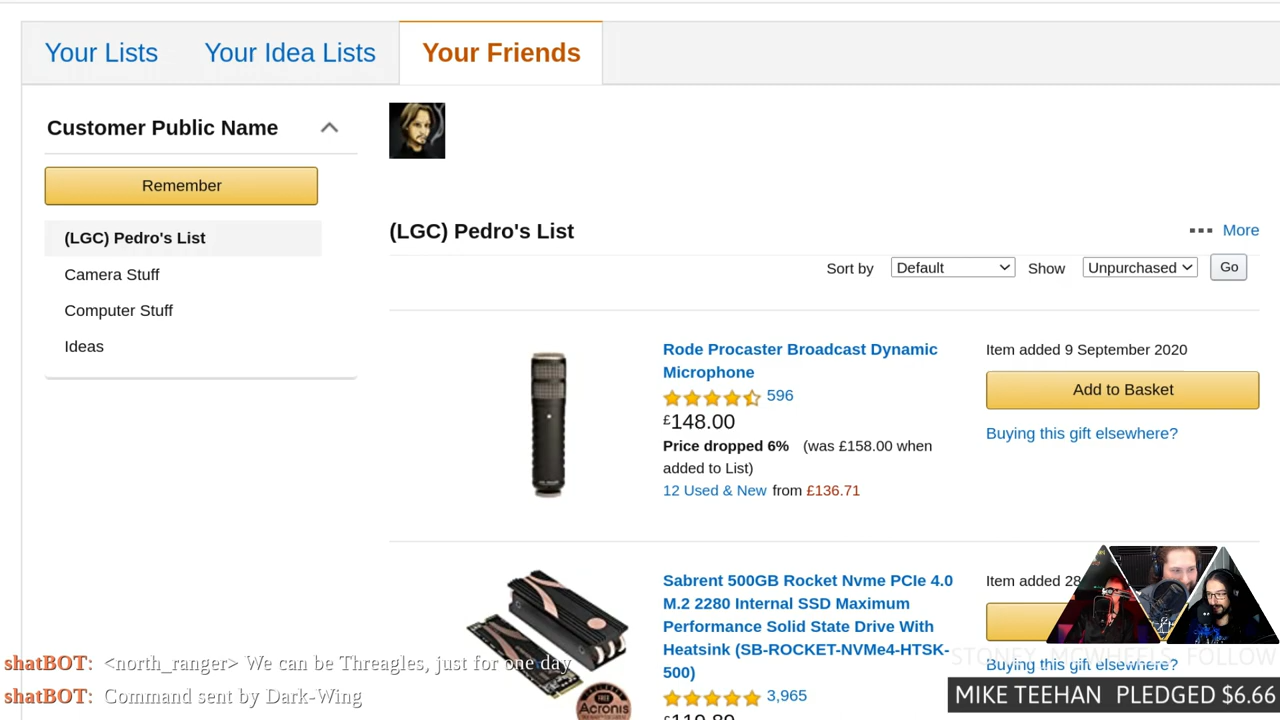 Your Lists
Your Idea Lists
Your Friends
Customer Public Name
Remember
(LGC) Pedro's List
Camera Stuff
Computer Stuff
Ideas
(LGC) Pedro's List
More
Sort by
Default
Show
Unpurchased
Go
Rode Procaster Broadcast Dynamic
Microphone
596
£148.00
Price dropped 6% (was £158.00 when
added to List)
12 Used & New from £136.71
Item added 9 September 2020
Add to Basket
Buying this gift elsewhere?
Sabrent 500GB Rocket Nvme PCIe 4.0
M.2 2280 Internal SSD Maximum
Performance Solid State Drive With
Heatsink (SB-ROCKET-NVMe4-HTSK-
500)
3,965
Item added 28
Buying this gift elsewhere?
FREE
Acronis
shatBOT: <north_ranger> We can be Threagles, just for one day
shatBOT: Command sent by Dark-Wing
STONEY_MCWHEELS FOLLOW
MIKE TEEHAN PLEDGED $6.66